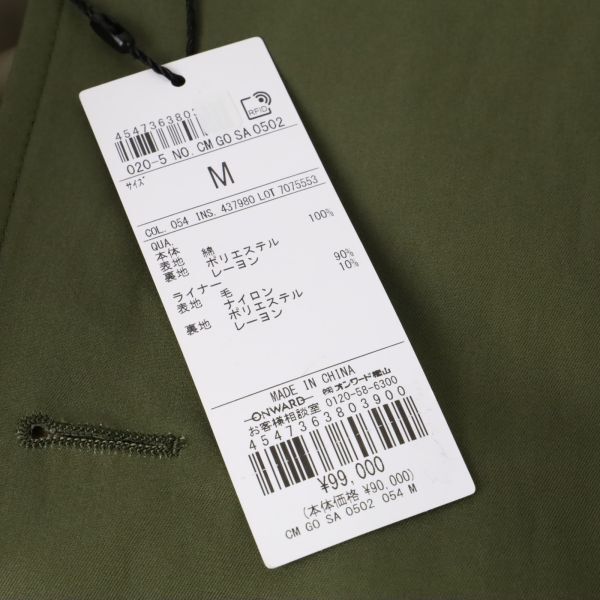 454736380
RFID
020-5 NO. CM GO SA 0502
サイズ
M
COL. 054 INS. 437980 LOT 7075553
QUA.
本体
表地 綿 100%
裏地 ポリエステル
レーヨン
ライナー
表地 毛 90%
ナイロン 10%
裏地 ポリエステル
レーヨン
MADE IN CHINA
ONWARD ㈱オンワード樫山
お客様相談室 0120-58-6300
4547363803900
¥99,000
(本体価格 ¥90,000)
CM GO SA 0502 054 M